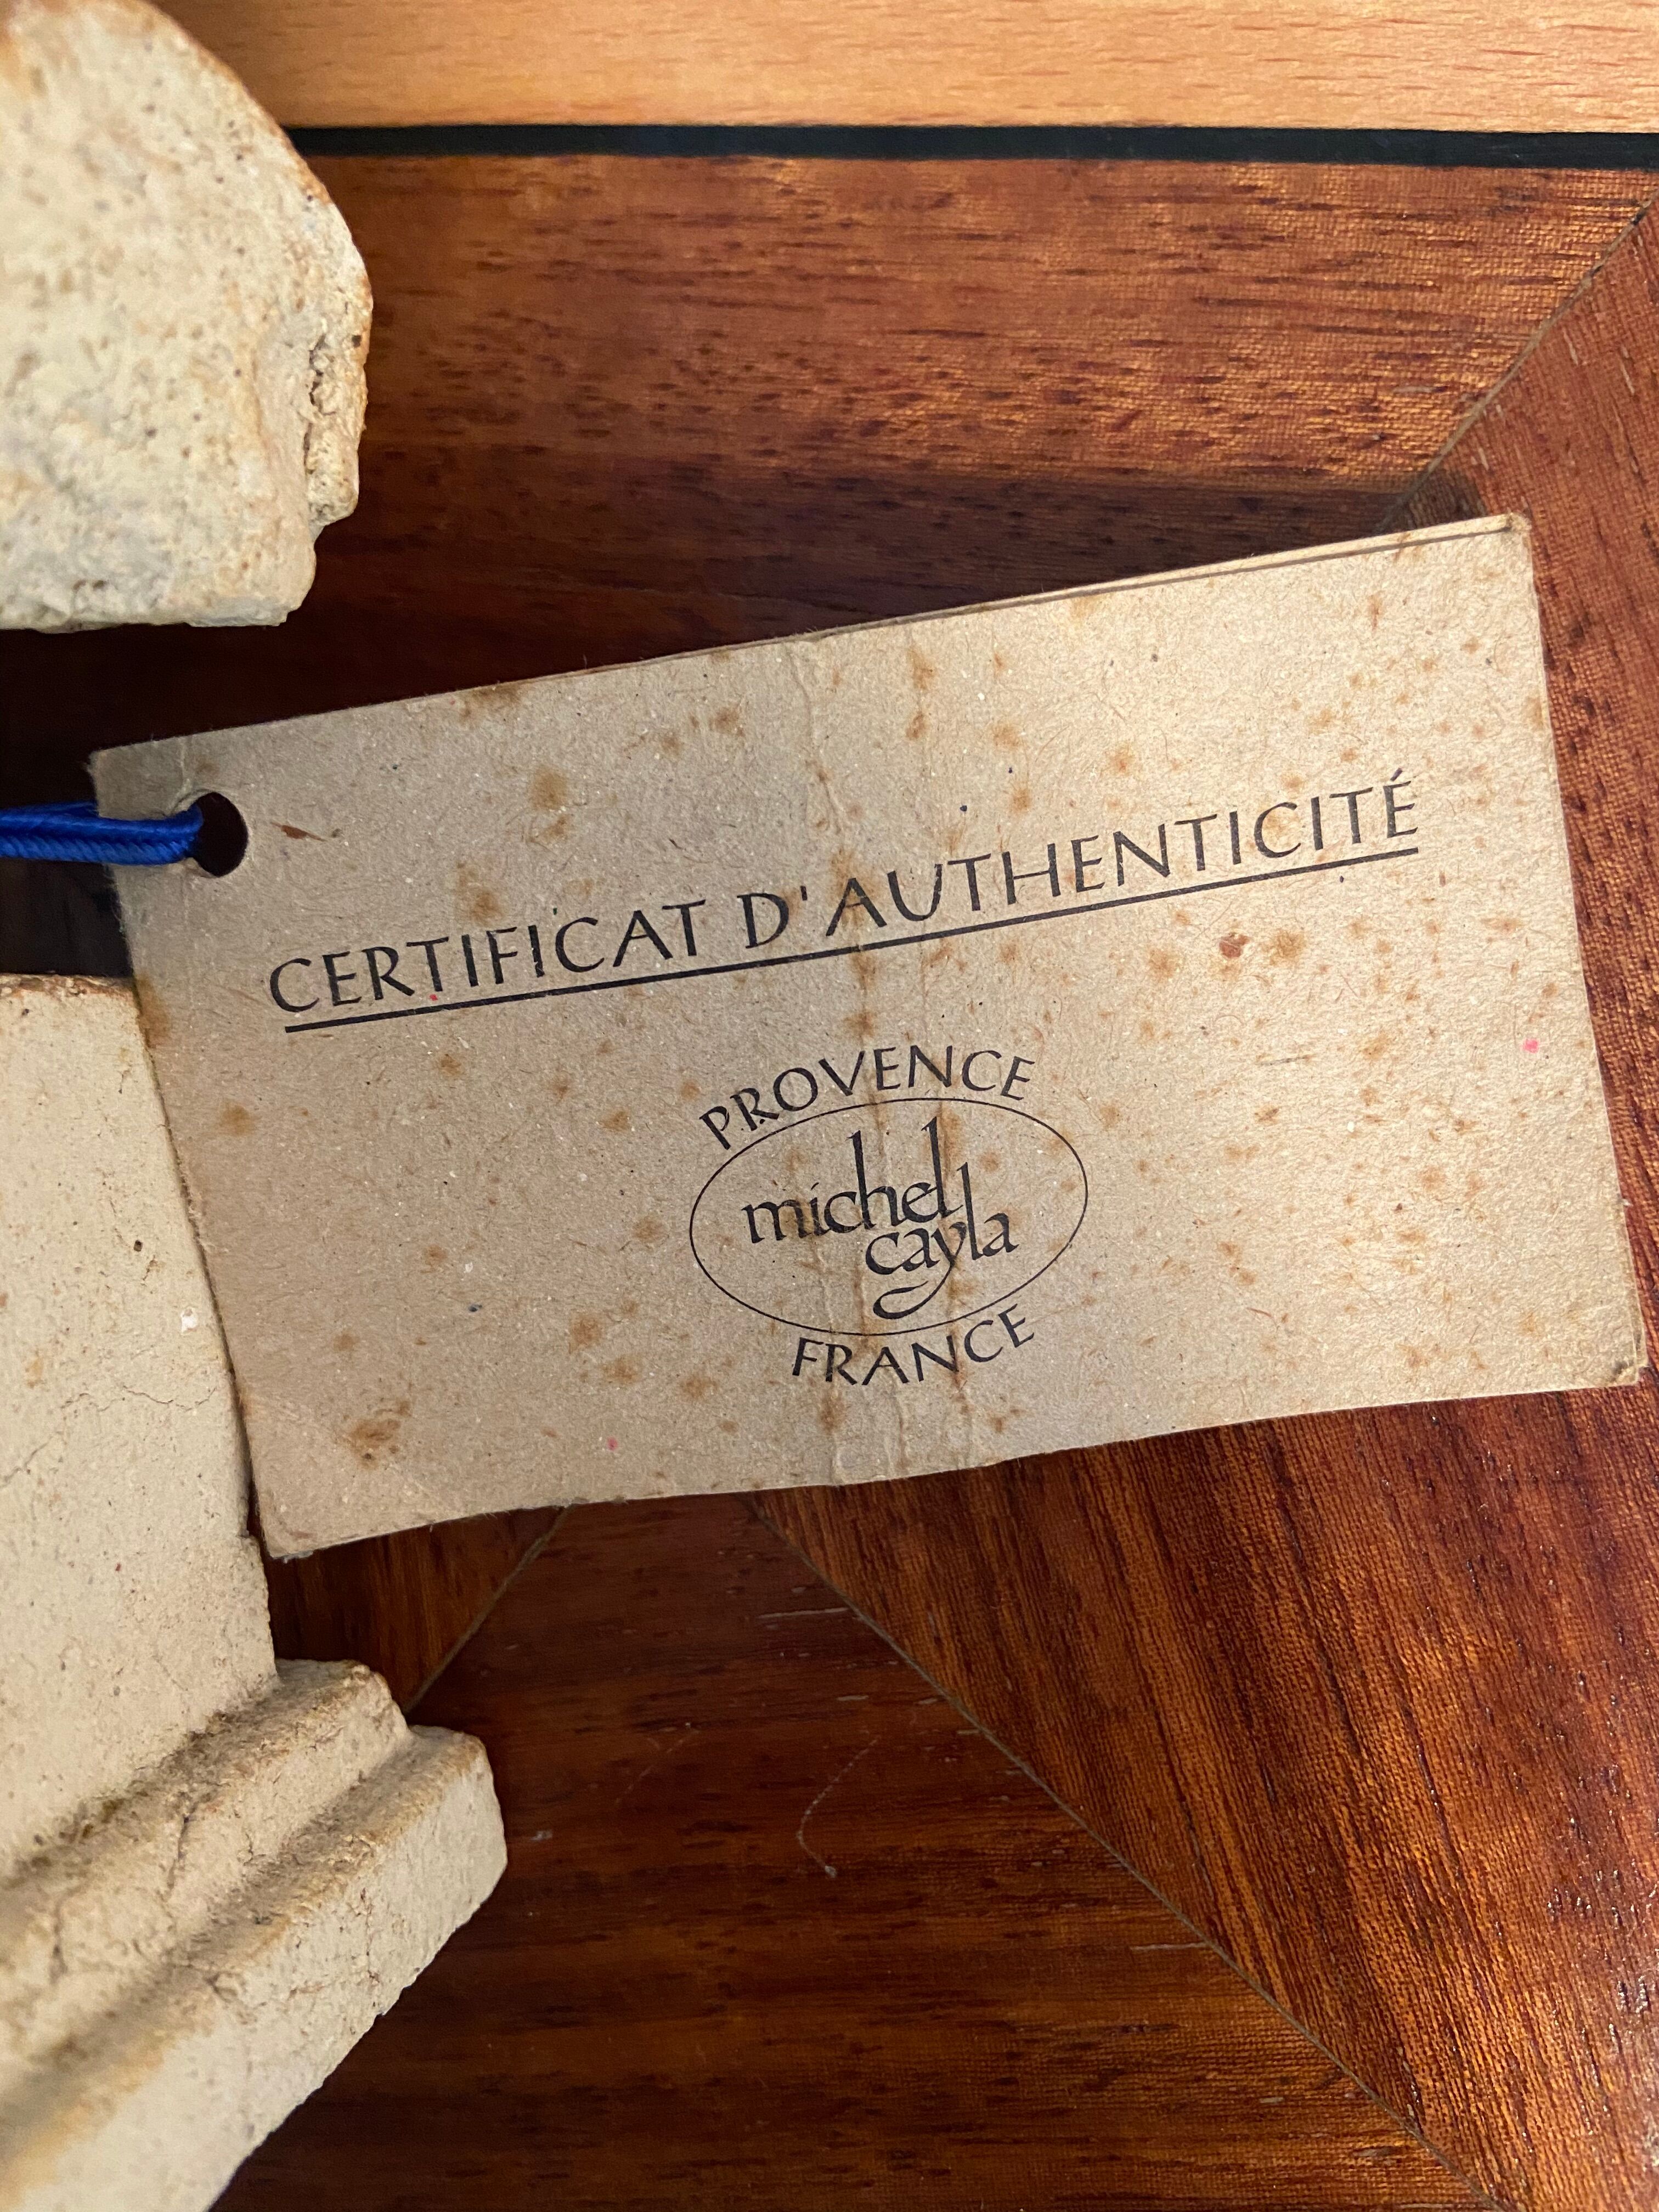 CERTIFICAT D'AUTHENTICITÉ
PROVENCE
michel
cayla
FRANCE